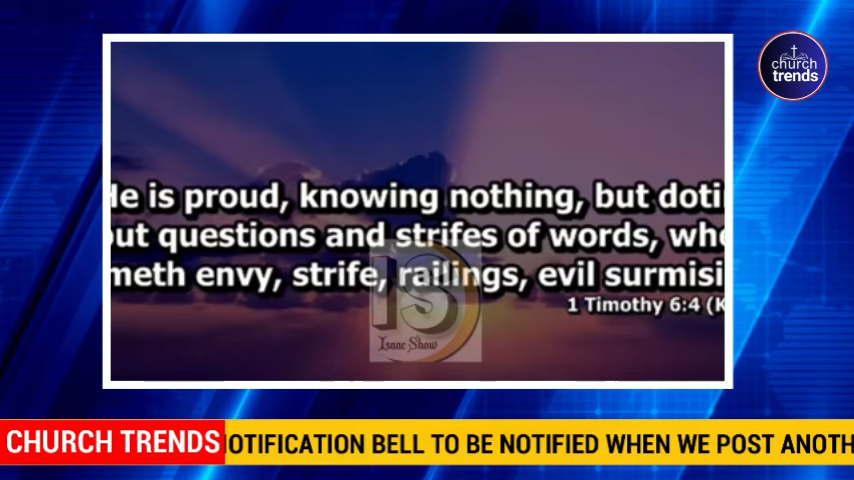 church
trends
He is proud, knowing nothing, but doti
out questions and strifes of words, whe
meth envy, strife, railings, evil surmisi
1 Timothy 6:4 (K
IS
Isaac Show
CHURCH TRENDS
NOTIFICATION BELL TO BE NOTIFIED WHEN WE POST ANOTH